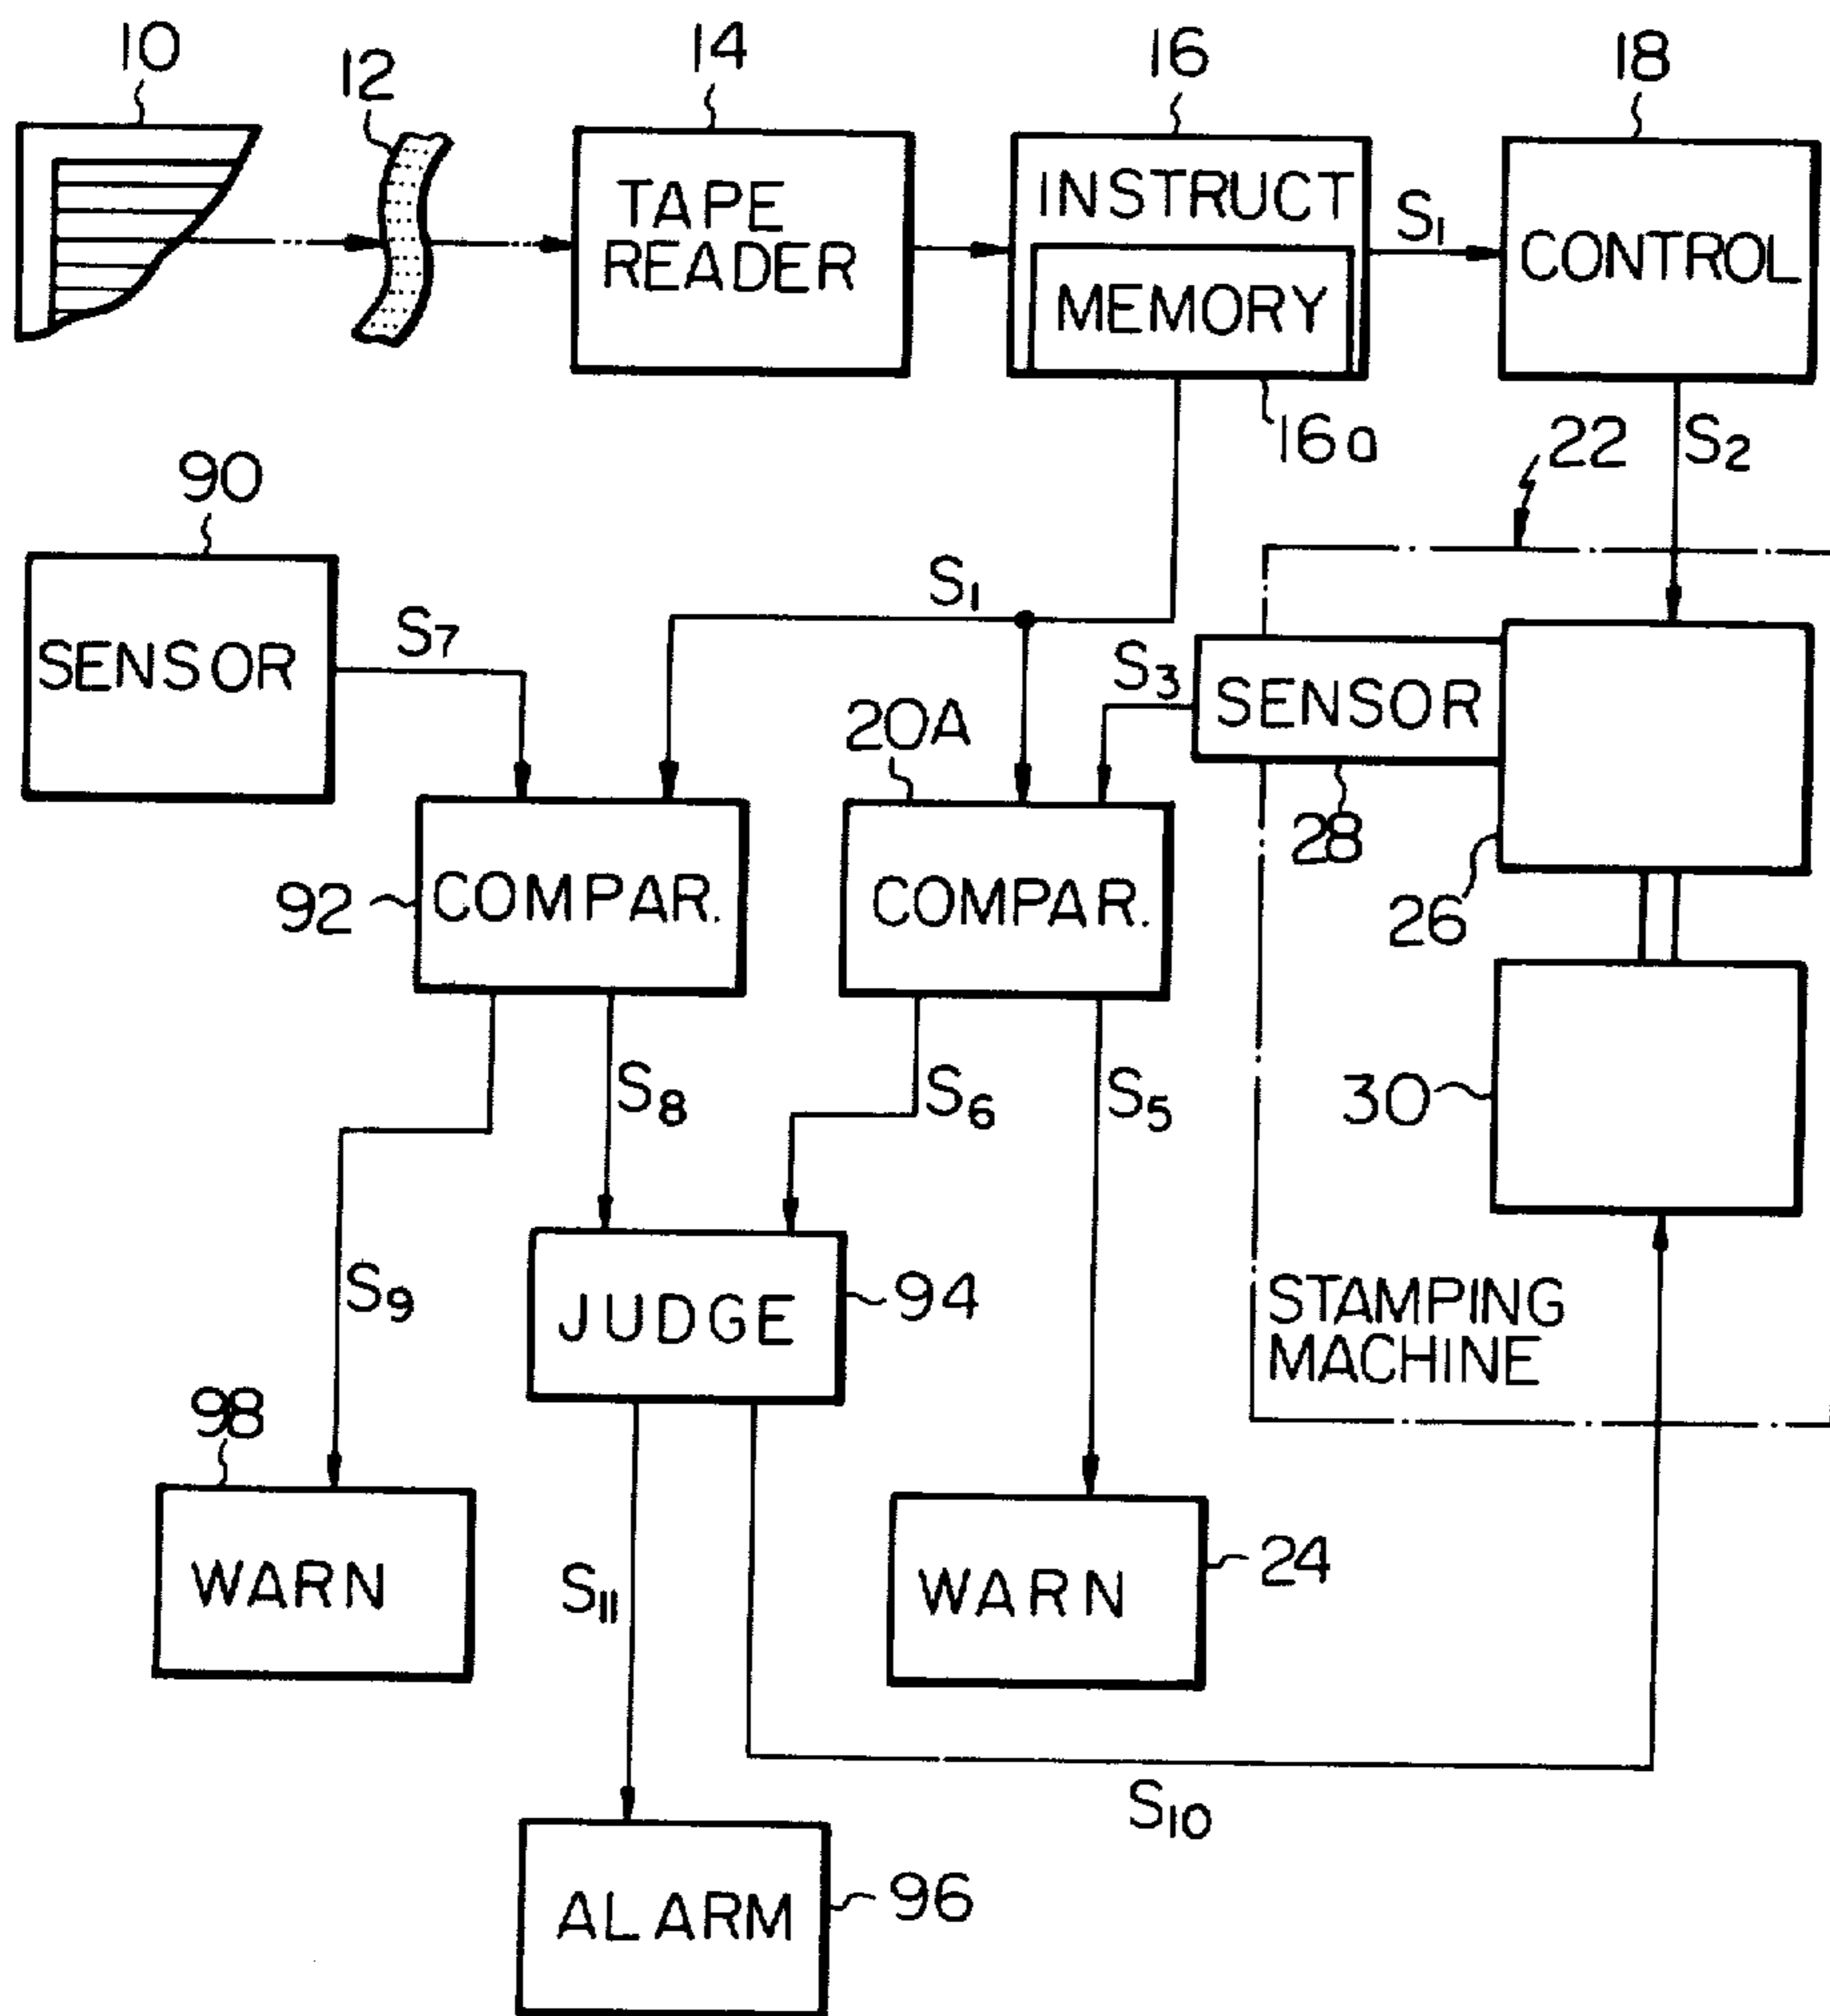 10
12
14
16
18
TAPE
READER
INSTRUCT
MEMORY
S1
CONTROL
16a
22
S2
90
SENSOR
S7
S1
S3
SENSOR
20A
28
26
92
COMPAR.
COMPAR.
30
S8
S6
S5
S9
JUDGE
94
STAMPING
MACHINE
98
WARN
S11
WARN
24
S10
ALARM
96